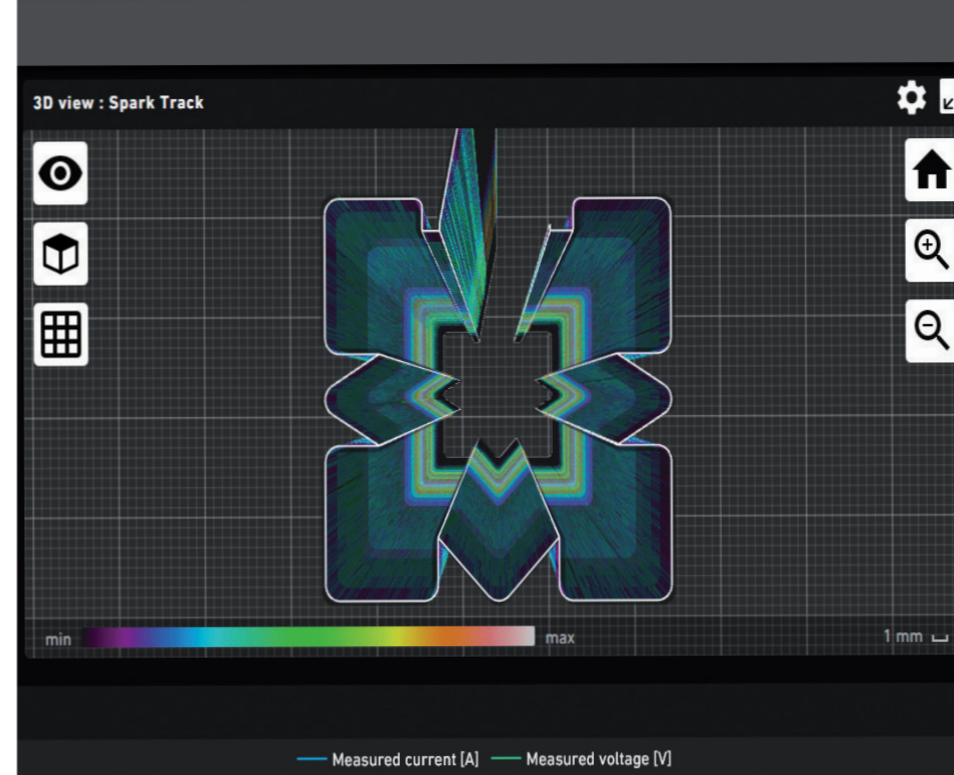 3D view : Spark Track
min
max
1 mm
Measured current [A]
Measured voltage [V]